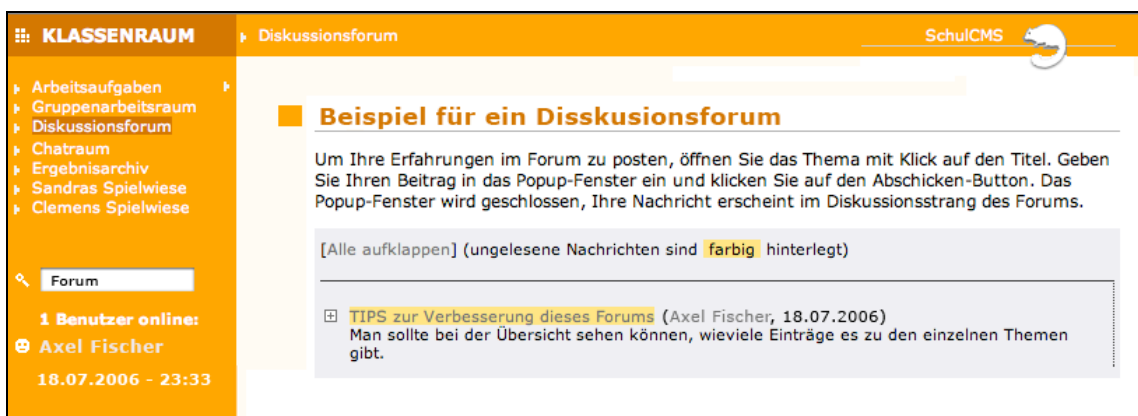 KLASSENRAUM
Diskussionsforum
SchulCMS
Arbeitsaufgaben
Gruppenarbeitsraum
Diskussionsforum
Chatraum
Ergebnisarchiv
Sandras Spielwiese
Clemens Spielwiese
Forum
1 Benutzer online:
Axel Fischer
18.07.2006 - 23:33
Beispiel für ein Disskusionsforum
Um Ihre Erfahrungen im Forum zu posten, öffnen Sie das Thema mit Klick auf den Titel. Geben
Sie Ihren Beitrag in das Popup-Fenster ein und klicken Sie auf den Abschicken-Button. Das
Popup-Fenster wird geschlossen, Ihre Nachricht erscheint im Diskussionsstrang des Forums.
[Alle aufklappen] (ungelesene Nachrichten sind farbig hinterlegt)
TIPS zur Verbesserung dieses Forums (Axel Fischer, 18.07.2006)
Man sollte bei der Übersicht sehen können, wieviele Einträge es zu den einzelnen Themen
gibt.